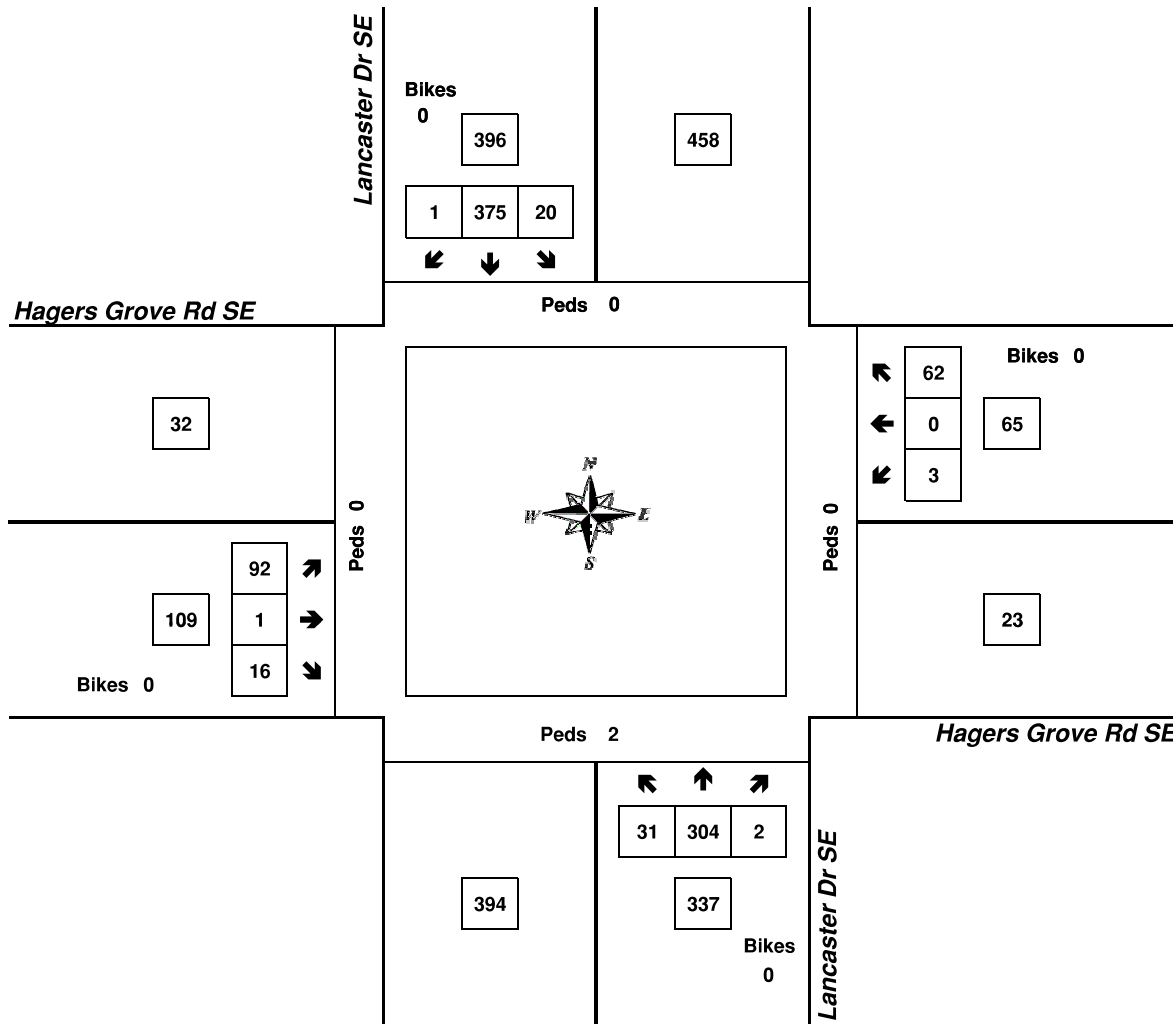 Lancaster Dr SE
Bikes
0
396
458
1 375 20
Peds 0
Hagers Grove Rd SE
Bikes 0
62
32
0 65
3
N
W E
S
Peds 0
Peds 0
92
109 1
23
16
Bikes 0
Peds 2
Hagers Grove Rd SE
31 304 2
394
337
Bikes
0
Lancaster Dr SE